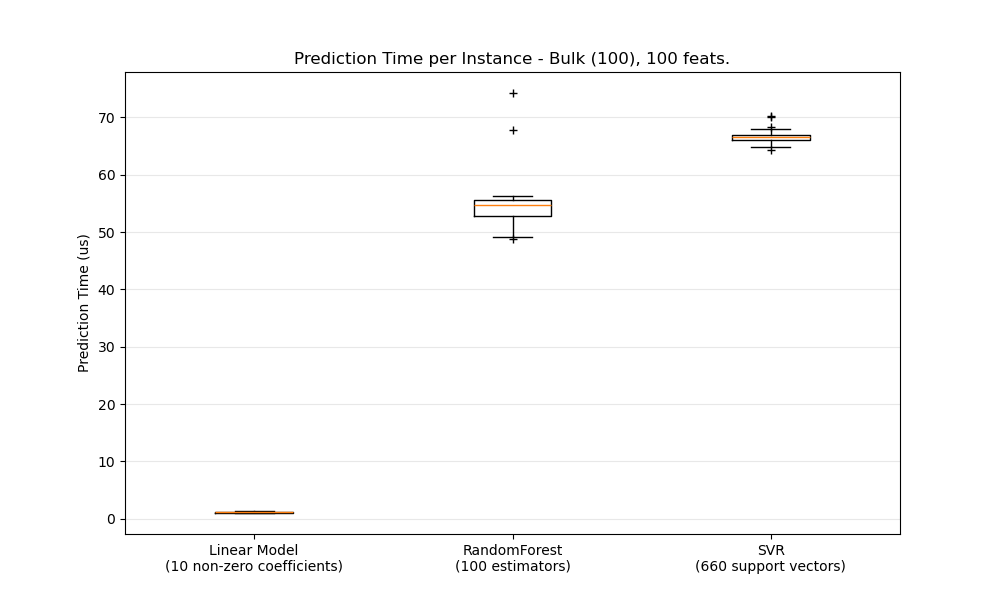 Prediction Time per Instance - Bulk (100), 100 feats.
Prediction Time (us)
70
60
50
40
30
20
10
0
Linear Model
(10 non-zero coefficients)
RandomForest
(100 estimators)
SVR
(660 support vectors)